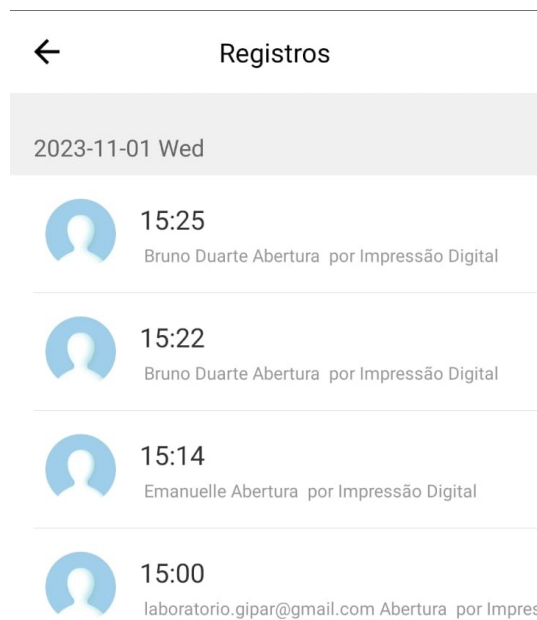 Registros
2023-11-01 Wed
15:25
Bruno Duarte Abertura por Impressão Digital
15:22
Bruno Duarte Abertura por Impressão Digital
15:14
Emanuelle Abertura por Impressão Digital
15:00
laboratorio.gipar@gmail.com Abertura por